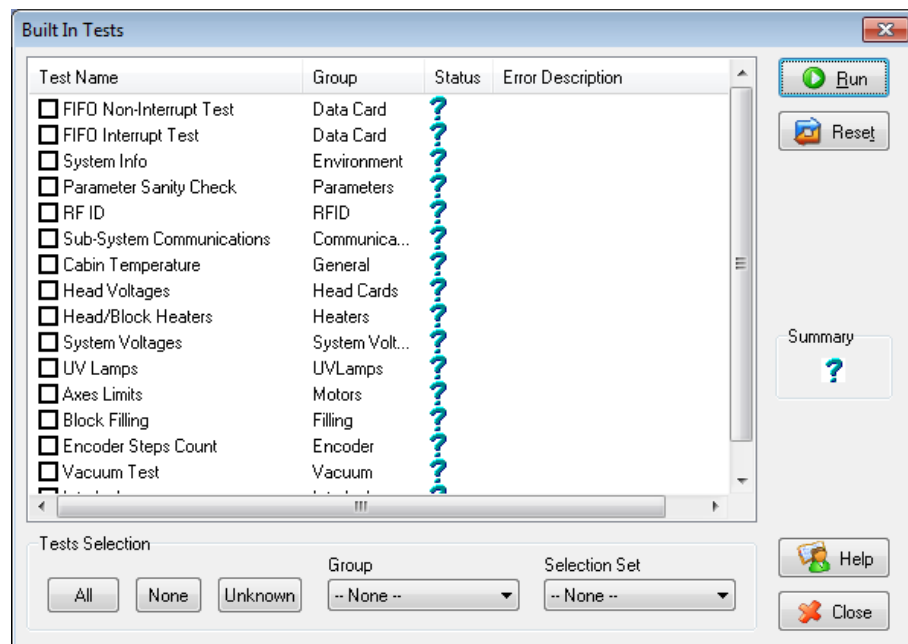 Built In Tests
Test Name Group Status Error Description
FIFO Non-Interrupt Test Data Card ?
FIFO Interrupt Test Data Card ?
System Info Environment ?
Parameter Sanity Check Parameters ?
RF ID RFID ?
Sub-System Communications Communica... ?
Cabin Temperature General ?
Head Voltages Head Cards ?
Head/Block Heaters Heaters ?
System Voltages System Volt... ?
UV Lamps UVLamps ?
Axes Limits Motors ?
Block Filling Filling ?
Encoder Steps Count Encoder ?
Vacuum Test Vacuum ?
Run
Reset
Summary
?
Tests Selection
All None Unknown
Group
-- None --
Selection Set
-- None --
Help
Close